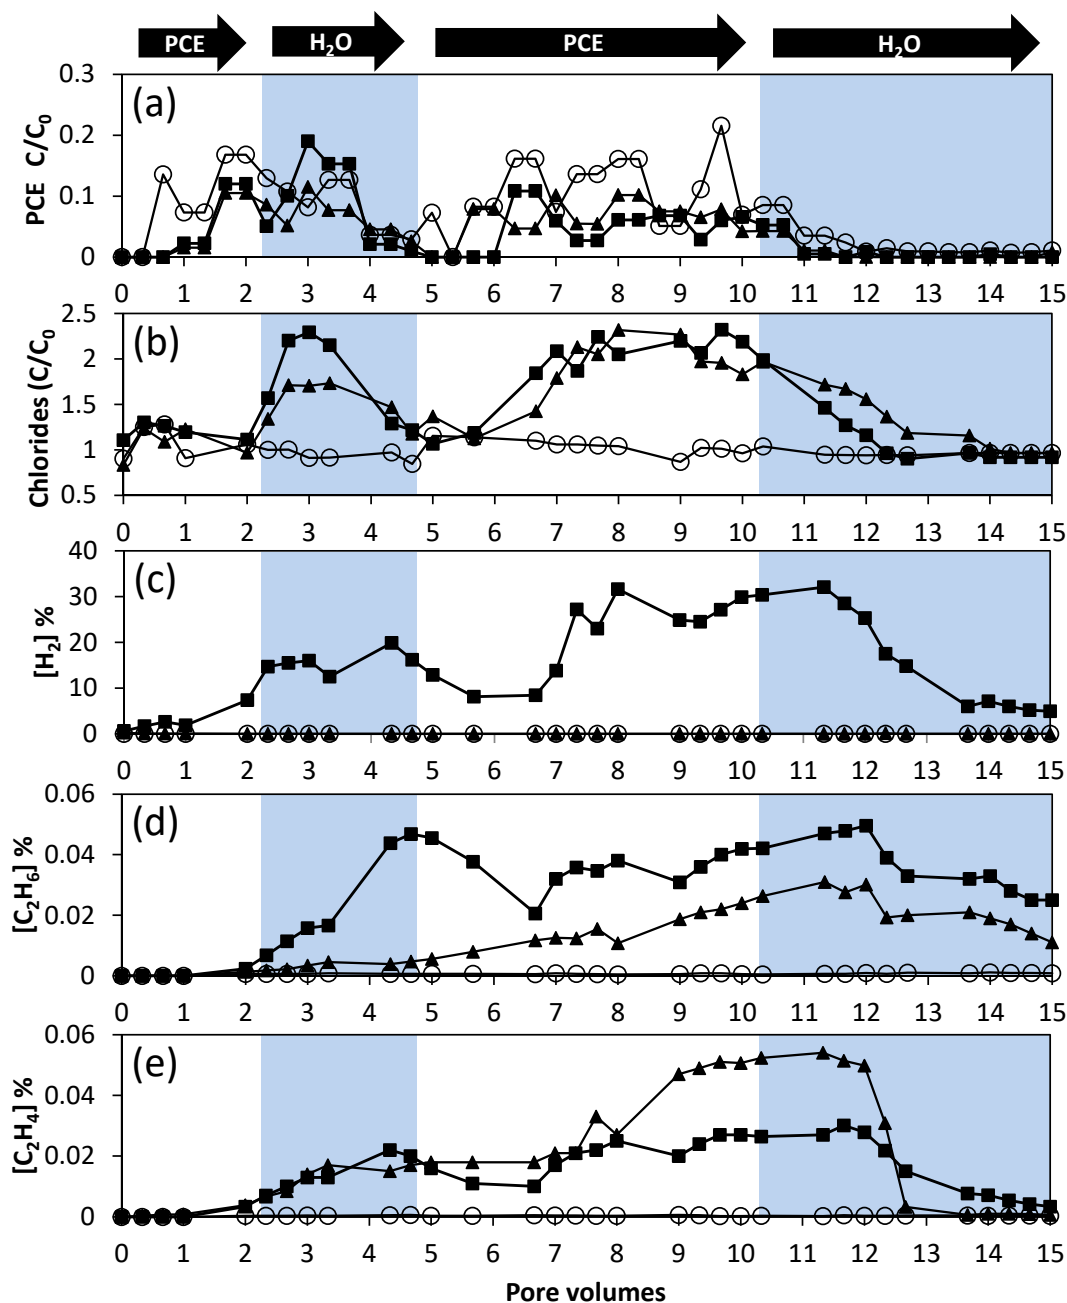 PCE H₂O PCE H₂O
(a)
PCE C/C₀
0.3
0.2
0.1
0
0 1 2 3 4 5 6 7 8 9 10 11 12 13 14 15
(b)
Chlorides (C/C₀)
2.5
2
1.5
1
0.5
0 1 2 3 4 5 6 7 8 9 10 11 12 13 14 15
(c)
[H₂] %
40
30
20
10
0
0 1 2 3 4 5 6 7 8 9 10 11 12 13 14 15
(d)
[C₂H₆] %
0.06
0.04
0.02
0
0 1 2 3 4 5 6 7 8 9 10 11 12 13 14 15
(e)
[C₂H₄] %
0.06
0.04
0.02
0
0 1 2 3 4 5 6 7 8 9 10 11 12 13 14 15
Pore volumes